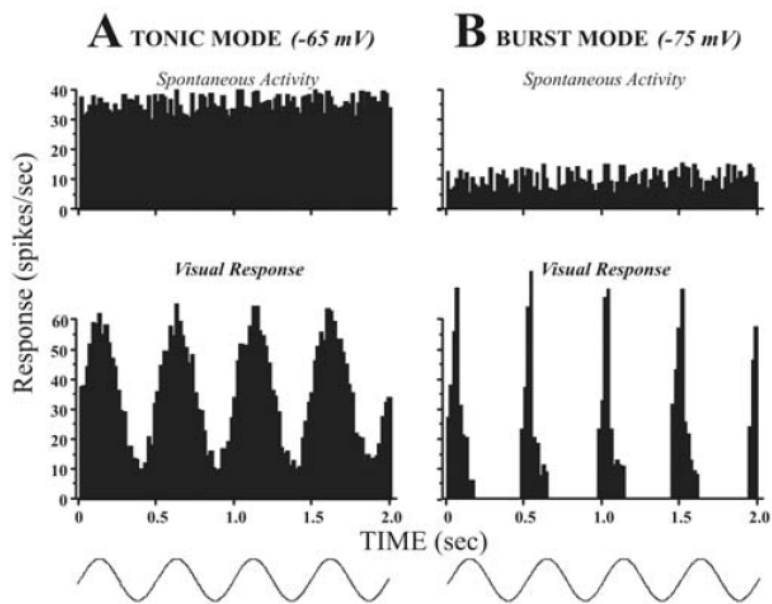 A TONIC MODE (-65 mV)
B BURST MODE (-75 mV)
Spontaneous Activity
Spontaneous Activity
40
30
20
10
0
40
30
20
10
0
Response (spikes/sec)
Visual Response
Visual Response
60
50
40
30
20
10
0
60
50
40
30
20
10
0
0 0.5 1.0 1.5 2.0
0 0.5 1.0 1.5 2.0
TIME (sec)